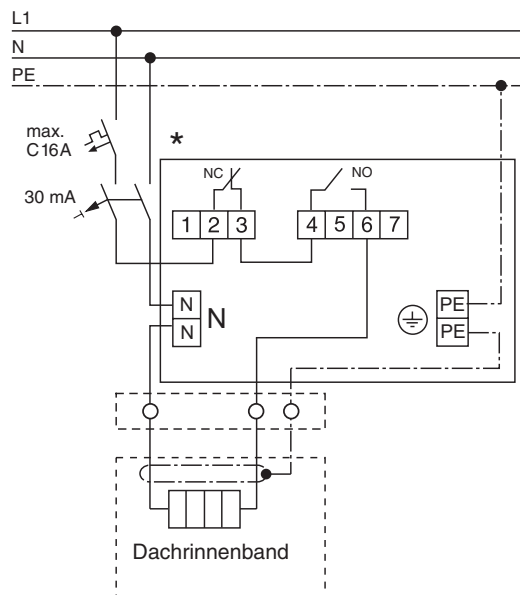 L1
N
PE
max.
C16A
*
NC
NO
30 mA
1 2 3
4 5 6 7
N
N
N
PE
PE
Dachrinnenband